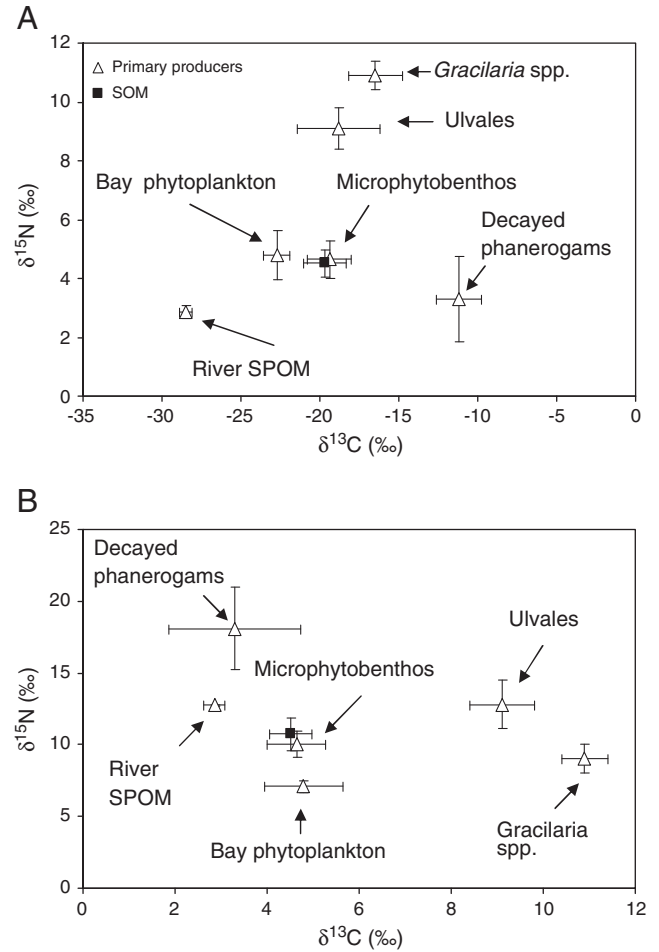 A
12
10
8
6
4
2
0
δ15N (‰)
Primary producers
SOM
Gracilaria spp.
Ulvales
Bay phytoplankton
Microphytobenthos
Decayed
phanerogams
River SPOM
-35
-30
-25
-20
-15
-10
-5
0
δ13C (‰)
B
25
20
15
10
5
0
δ15N (‰)
Decayed
phanerogams
Ulvales
Microphytobenthos
River
SPOM
Bay phytoplankton
Gracilaria
spp.
0
2
4
6
8
10
12
δ13C (‰)